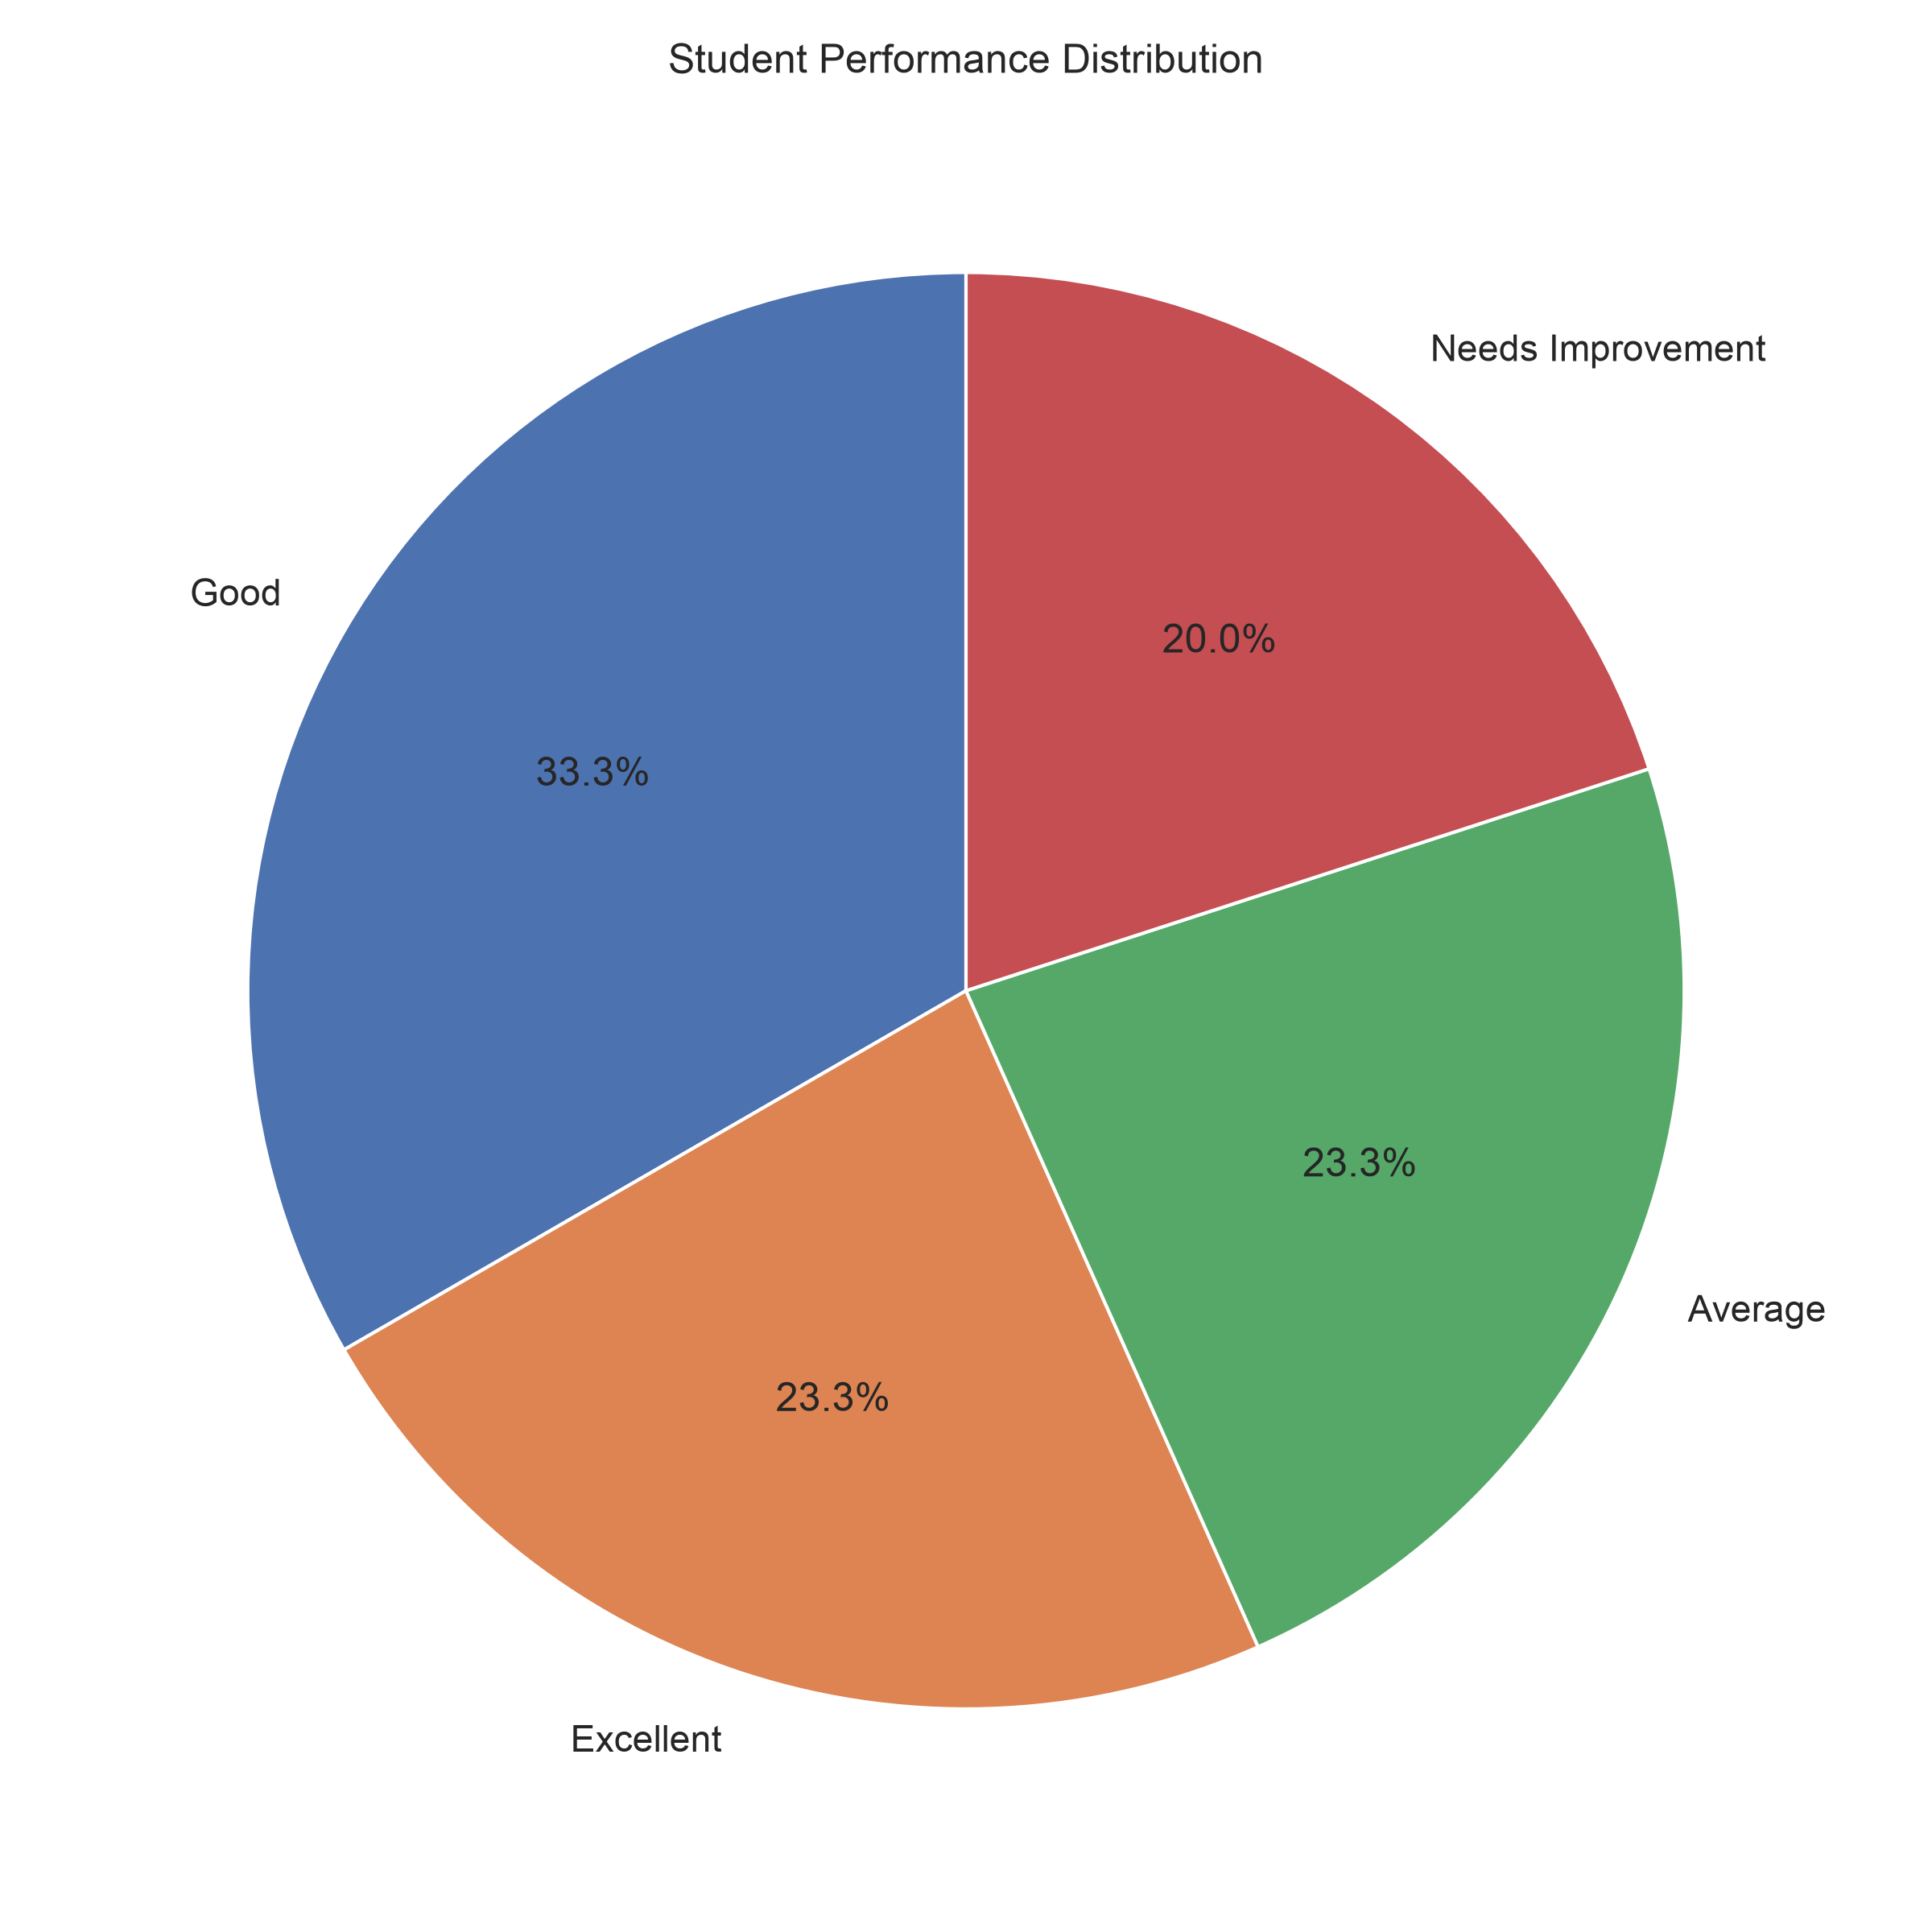 Student Performance Distribution
Needs Improvement
Good
20.0%
33.3%
23.3%
Average
23.3%
Excellent